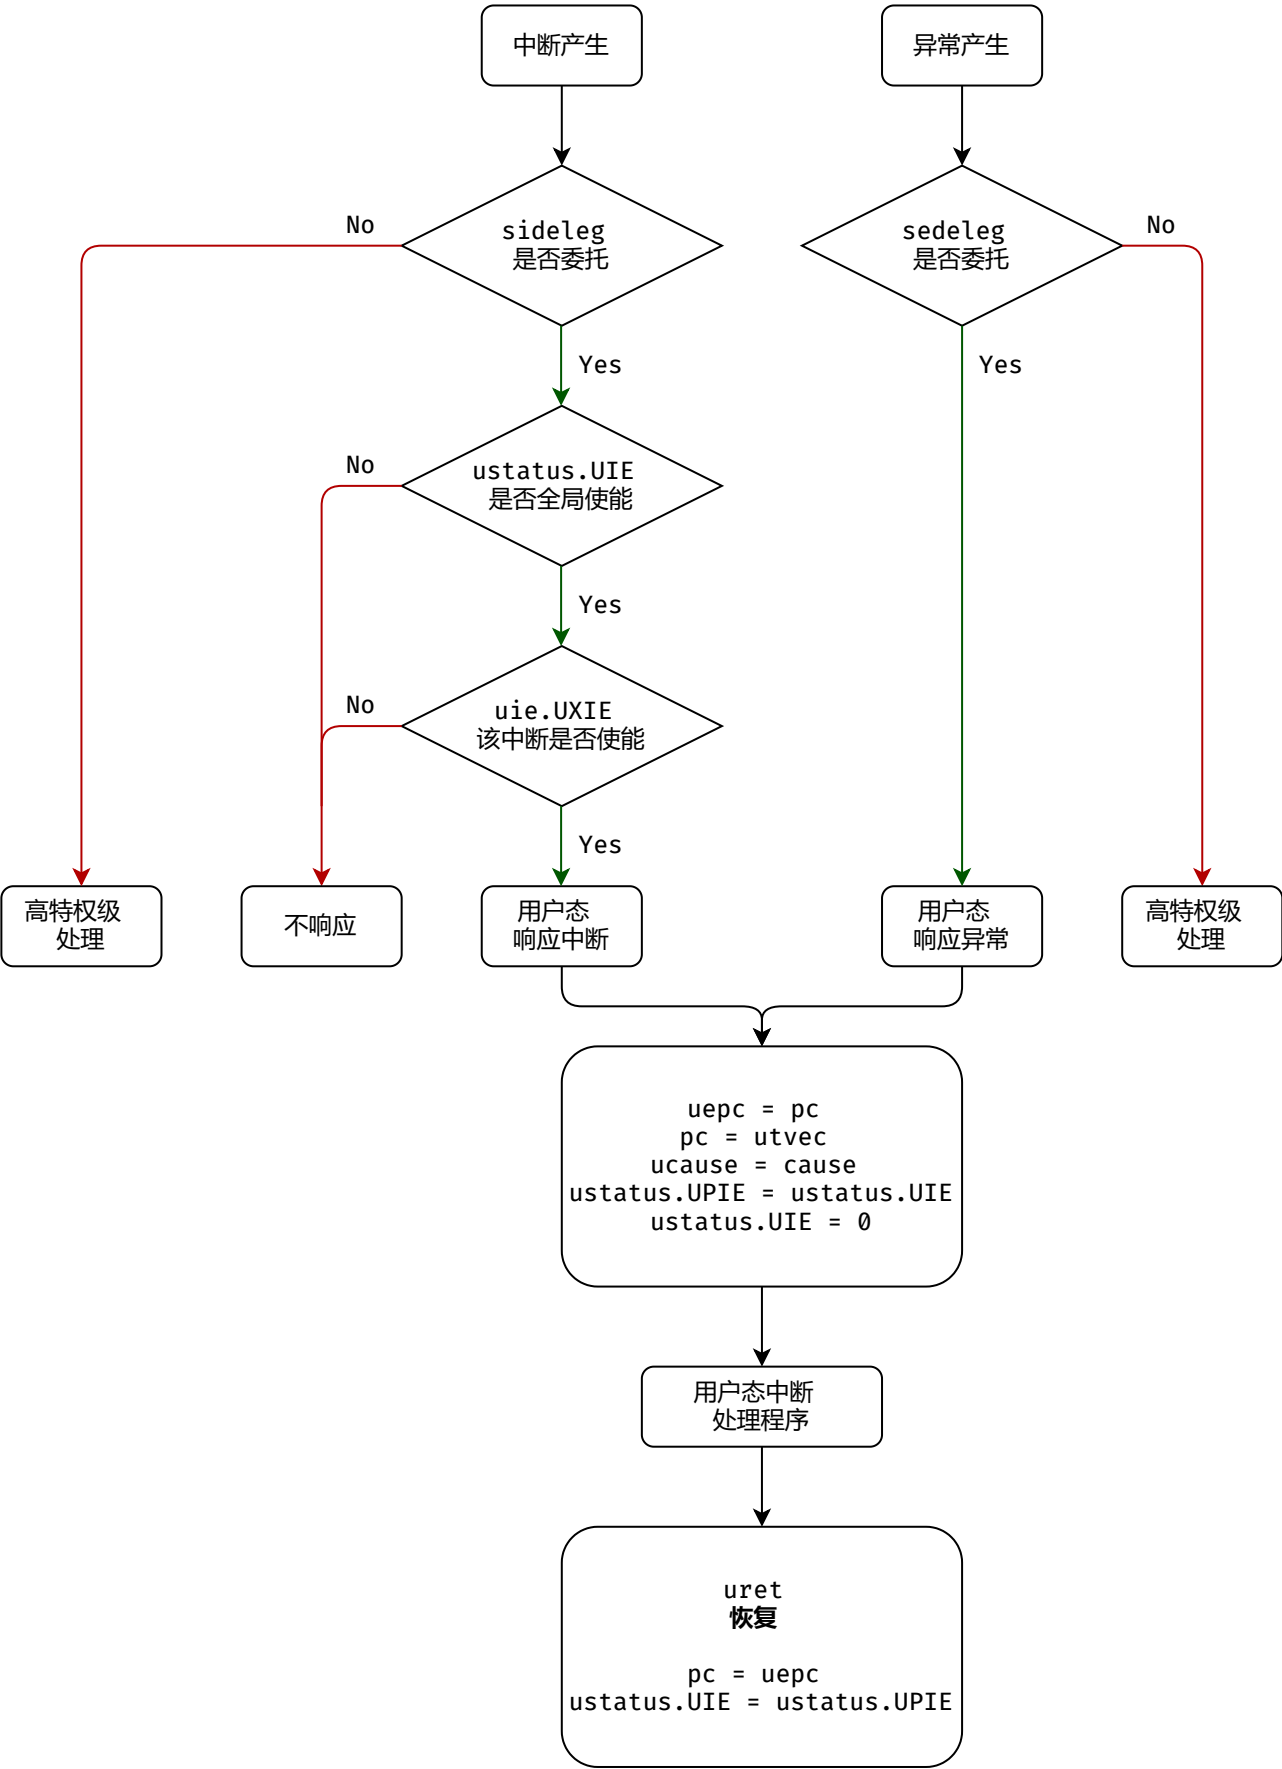 中断产生
异常产生
No
sideleg
是否委托
sedeleg
是否委托
No
Yes
Yes
No
ustatus.UIE
是否全局使能
Yes
No
uie.UXIE
该中断是否使能
Yes
高特权级
处理
不响应
用户态
响应中断
用户态
响应异常
高特权级
处理
uepc = pc
pc = utvec
ucause = cause
ustatus.UPIE = ustatus.UIE
ustatus.UIE = 0
用户态中断
处理程序
uret
恢复
pc = uepc
ustatus.UIE = ustatus.UPIE